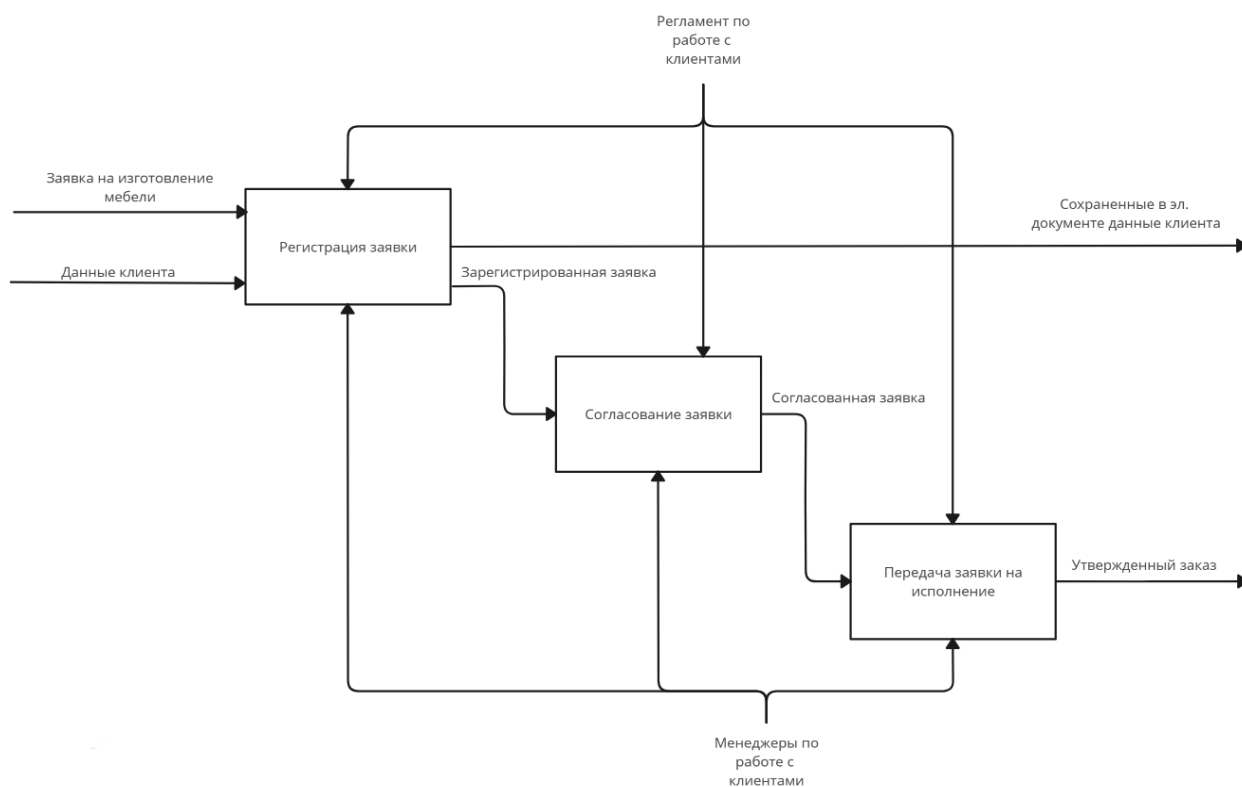 Регламент по
работе с
клиентами
Заявка на изготовление
мебели
Сохраненные в эл.
документе данные клиента
Регистрация заявки
Данные клиента
Зарегистрированная заявка
Согласованная заявка
Согласование заявки
Утвержденный заказ
Передача заявки на
исполнение
Менеджеры по
работе с
клиентами